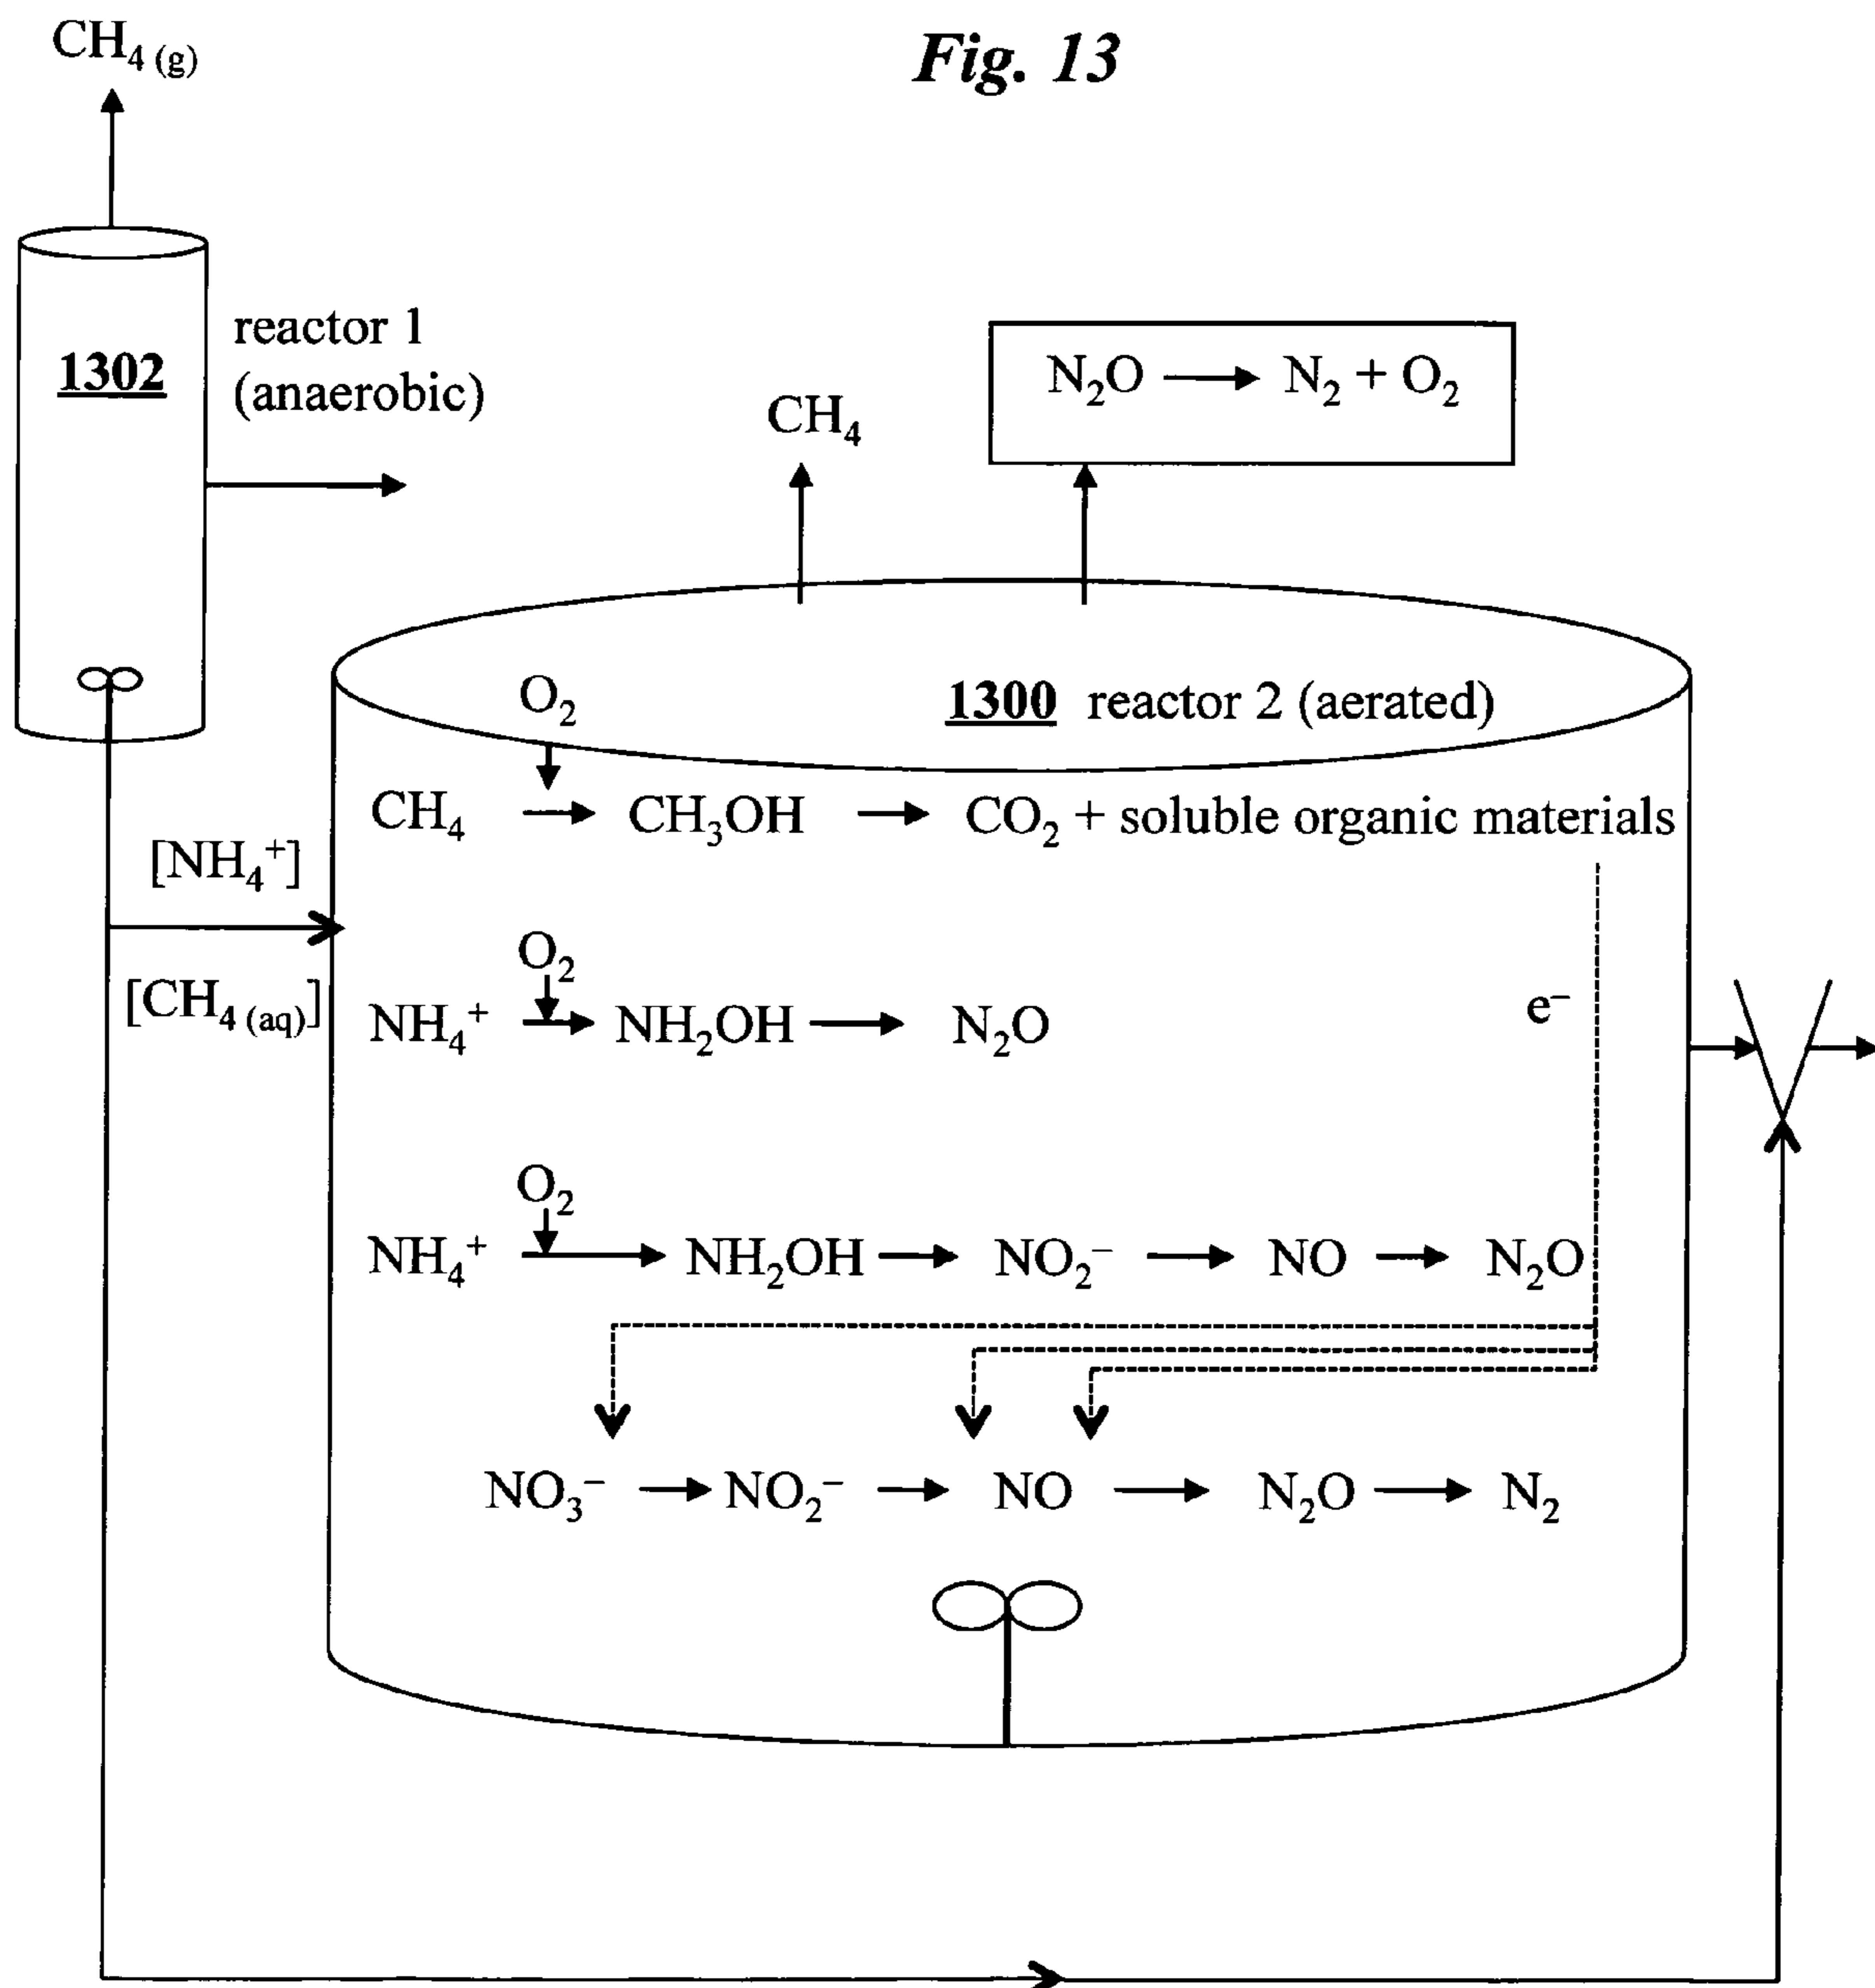 Fig. 13
CH₄ (g)
1302
reactor 1
(anaerobic)
N₂O → N₂ + O₂
CH₄
1300 reactor 2 (aerated)
O₂
CH₄ → CH₃OH → CO₂ + soluble organic materials
[NH₄⁺]
[CH₄ (aq)]
O₂
NH₄⁺ → NH₂OH → N₂O
e⁻
O₂
NH₄⁺ → NH₂OH → NO₂⁻ → NO → N₂O
NO₃⁻ → NO₂⁻ → NO → N₂O → N₂